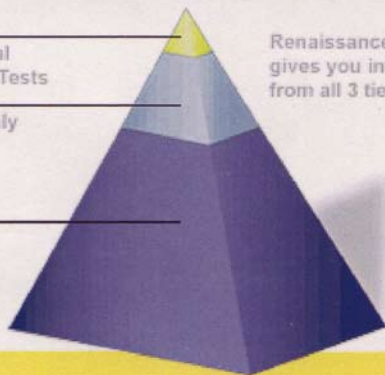 al
Tests
ly
Renaissance
gives you in
from all 3 tie